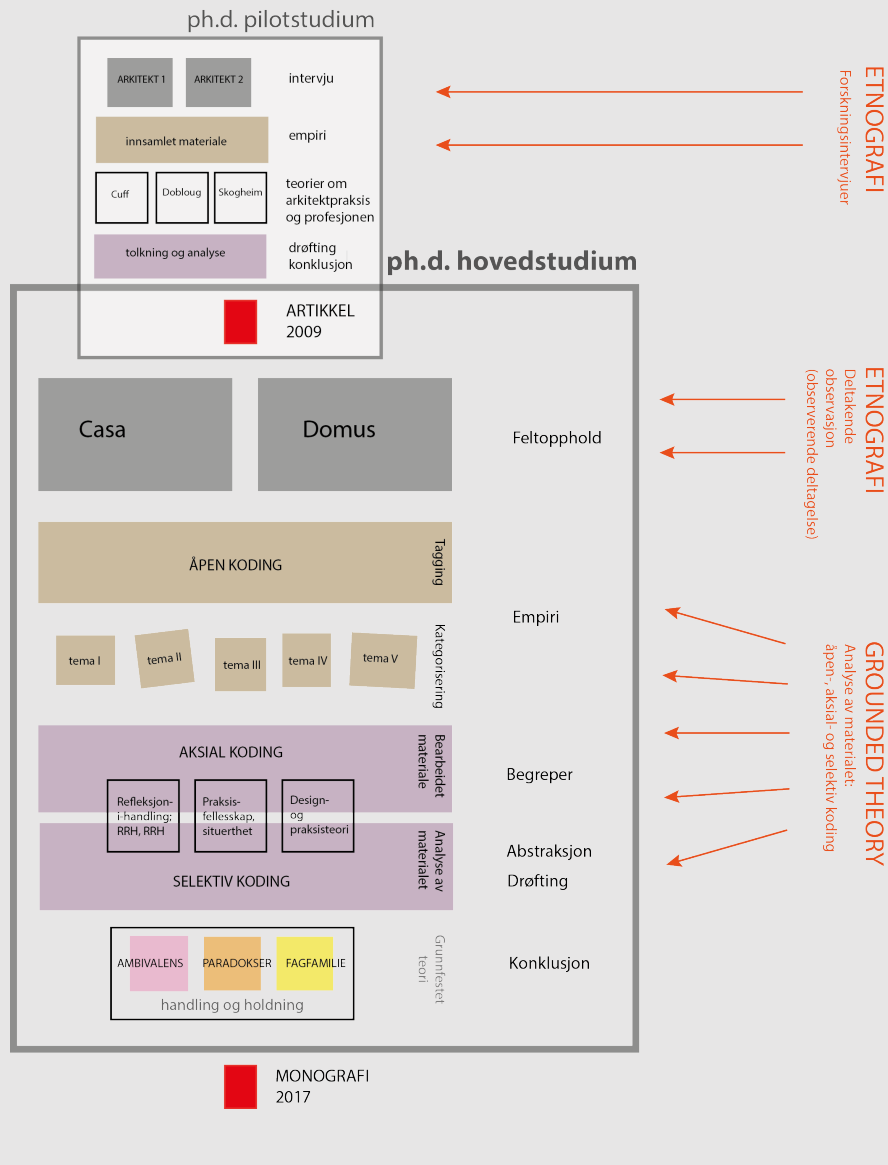 ph.d. pilotstudium
ARKITEKT 1
ARKITEKT 2
intervju
innsamlet materiale
empiri
Cuff
Dobloug
Skogheim
teorier om
arkitektpraksis
og profesjonen
tolkning og analyse
drøfting
konklusjon
ARTIKKEL
2009
ETNOGRAFI
Forskningsintervjuer
ph.d. hovedstudium
Casa
Domus
Feltopphold
ETNOGRAFI
Deltakende
observasjon
(observerende deltagelse)
ÅPEN KODING
Tagging
Empiri
tema I
tema II
tema III
tema IV
tema V
Kategorisering
AKSIAL KODING
Bearbeidet
materiale
Begreper
Refleksjon-
i-handling;
RRH, RRH
Praksis-
fellesskap,
situerthet
Design-
og
praksisteori
SELEKTIV KODING
Analyse av
materialet
Abstraksjon
Drøfting
GROUNDED THEORY
Analyse av materialet:
åpen-, aksial- og selektiv koding
AMBIVALENS
PARADOKSER
FAGFAMILIE
handling og holdning
Grunnfestet
teori
Konklusjon
MONOGRAFI
2017